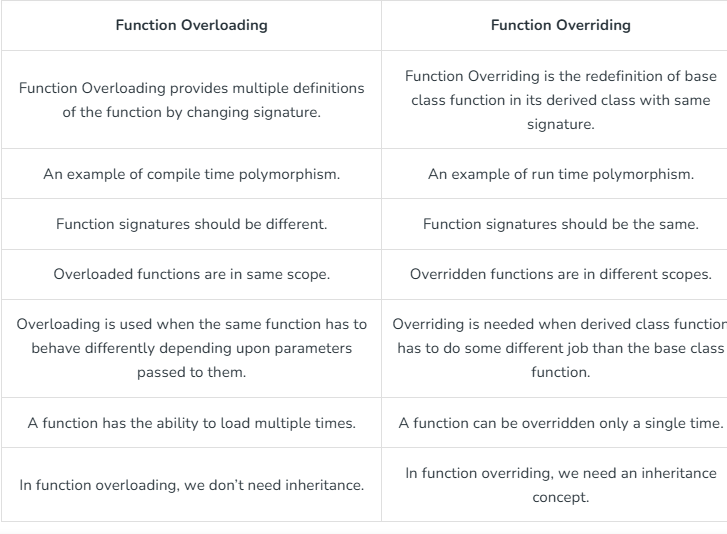 Function Overloading
Function Overriding
Function Overloading provides multiple definitions
of the function by changing signature.
Function Overriding is the redefinition of base
class function in its derived class with same
signature.
An example of compile time polymorphism.
An example of run time polymorphism.
Function signatures should be different.
Function signatures should be the same.
Overloaded functions are in same scope.
Overridden functions are in different scopes.
Overloading is used when the same function has to
behave differently depending upon parameters
passed to them.
Overriding is needed when derived class function
has to do some different job than the base class
function.
A function has the ability to load multiple times.
A function can be overridden only a single time.
In function overloading, we don’t need inheritance.
In function overriding, we need an inheritance
concept.